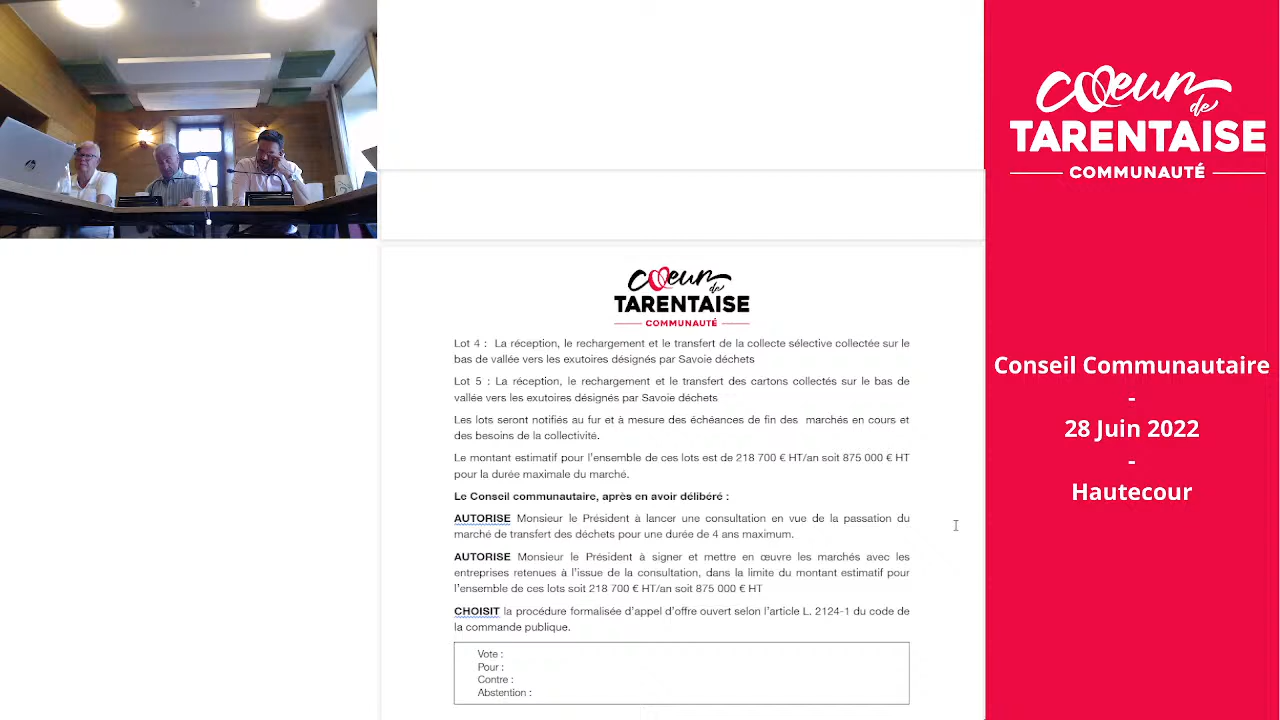 Cœur
de
TARENTAISE
COMMUNAUTÉ
Conseil Communautaire
-
28 Juin 2022
-
Hautecour
Cœur
de
TARENTAISE
COMMUNAUTÉ
Lot 4 : La réception, le rechargement et le transfert de la collecte sélective collectée sur le
bas de vallée vers les exutoires désignés par Savoie déchets
Lot 5 : La réception, le rechargement et le transfert des cartons collectés sur le bas de
vallée vers les exutoires désignés par Savoie déchets
Les lots seront notifiés au fur et à mesure des échéances de fin des marchés en cours et
des besoins de la collectivité.
Le montant estimatif pour l'ensemble de ces lots est de 218 700 € HT/an soit 875 000 € HT
pour la durée maximale du marché.
Le Conseil communautaire, après en avoir délibéré :
AUTORISE Monsieur le Président à lancer une consultation en vue de la passation du
marché de transfert des déchets pour une durée de 4 ans maximum.
AUTORISE Monsieur le Président à signer et mettre en œuvre les marchés avec les
entreprises retenues à l'issue de la consultation, dans la limite du montant estimatif pour
l'ensemble de ces lots soit 218 700 € HT/an soit 875 000 € HT
CHOISIT la procédure formalisée d'appel d'offre ouvert selon l'article L. 2124-1 du code de
la commande publique.
Vote :
Pour :
Contre :
Abstention :